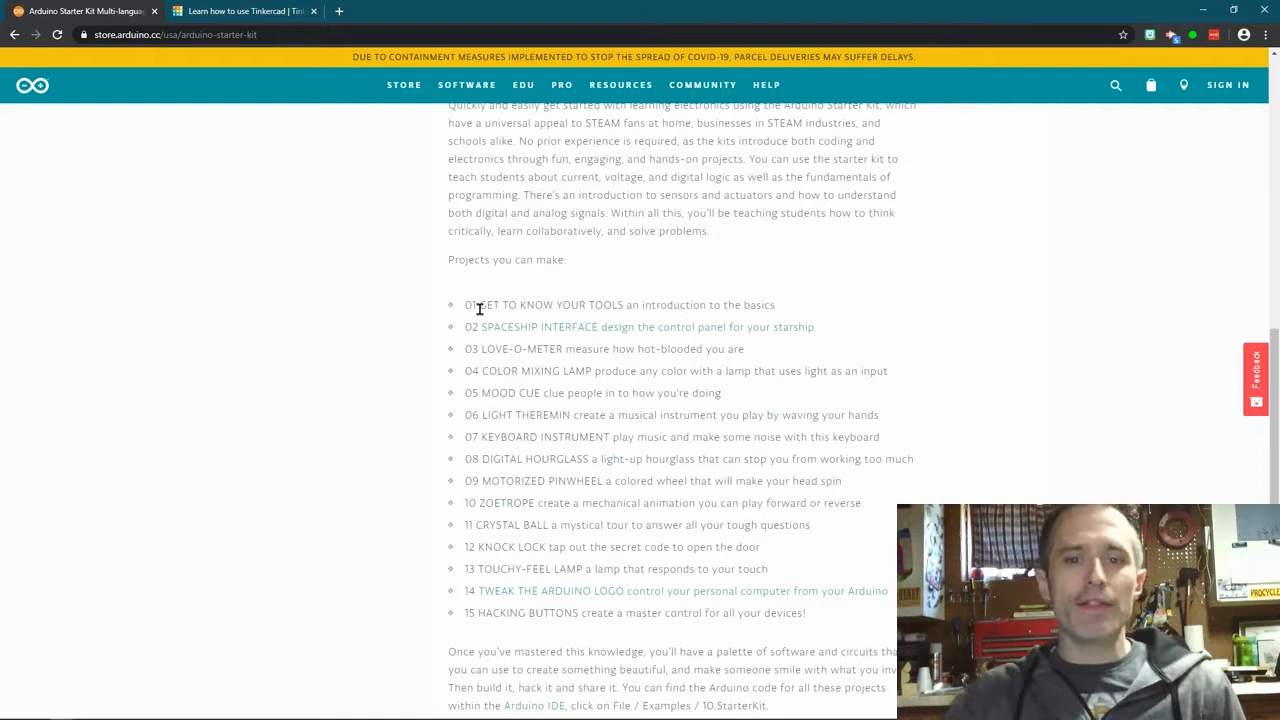 Arduino Starter Kit Multi-langua
Learn how to use Tinkercad | Tin
store.arduino.cc/usa/arduino-starter-kit
DUE TO CONTAINMENT MEASURES IMPLEMENTED TO STOP THE SPREAD OF COVID-19, PARCEL DELIVERIES MAY SUFFER DELAYS.
STORE SOFTWARE EDU PRO RESOURCES COMMUNITY HELP SIGN IN
Quickly and easily get started with learning electronics using the Arduino Starter Kit, which
have a universal appeal to STEAM fans at home, businesses in STEAM industries, and
schools alike. No prior experience is required, as the kits introduce both coding and
electronics through fun, engaging, and hands-on projects. You can use the starter kit to
teach students about current, voltage, and digital logic as well as the fundamentals of
programming. There's an introduction to sensors and actuators and how to understand
both digital and analog signals. Within all this, you'll be teaching students how to think
critically, learn collaboratively, and solve problems.
Projects you can make:
01 GET TO KNOW YOUR TOOLS an introduction to the basics
02 SPACESHIP INTERFACE design the control panel for your starship
03 LOVE-O-METER measure how hot-blooded you are
04 COLOR MIXING LAMP produce any color with a lamp that uses light as an input
05 MOOD CUE clue people in to how you're doing
06 LIGHT THEREMIN create a musical instrument you play by waving your hands
07 KEYBOARD INSTRUMENT play music and make some noise with this keyboard
08 DIGITAL HOURGLASS a light-up hourglass that can stop you from working too much
09 MOTORIZED PINWHEEL a colored wheel that will make your head spin
10 ZOETROPE create a mechanical animation you can play forward or reverse
11 CRYSTAL BALL a mystical tour to answer all your tough questions
12 KNOCK LOCK tap out the secret code to open the door
13 TOUCHY-FEEL LAMP a lamp that responds to your touch
14 TWEAK THE ARDUINO LOGO control your personal computer from your Arduino
15 HACKING BUTTONS create a master control for all your devices!
Once you've mastered this knowledge, you'll have a palette of software and circuits tha
you can use to create something beautiful, and make someone smile with what you inv
Then build it, hack it and share it. You can find the Arduino code for all these projects
within the Arduino IDE, click on File / Examples / 10.StarterKit.
Feedback
PROCYCLE